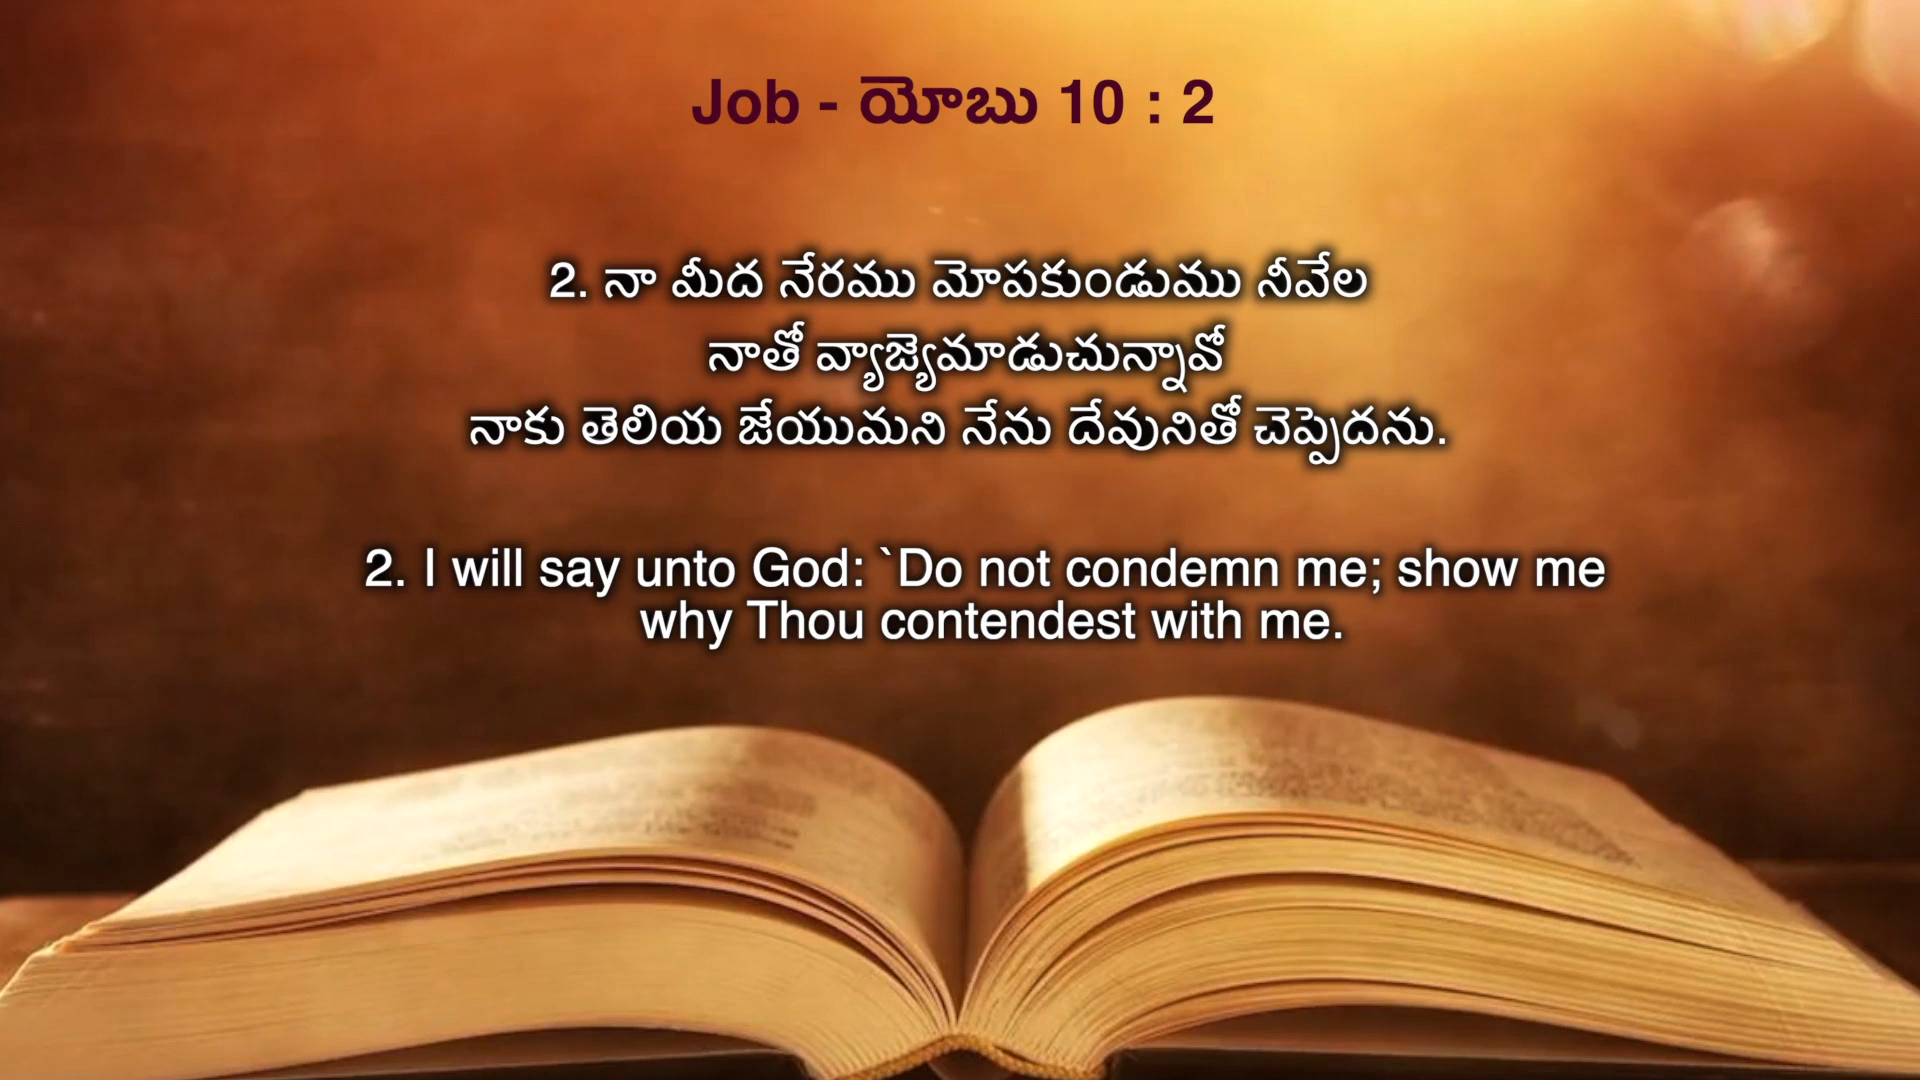 Job - యోబు 10 : 2
2. నా మీద నేరము మోపకుండుము నీవేల
నాతో వ్యాజ్యెమాడుచున్నావో
నాకు తెలియ జేయుమని నేను దేవునితో చెప్పెదను.
2. I will say unto God: `Do not condemn me; show me
why Thou contendest with me.